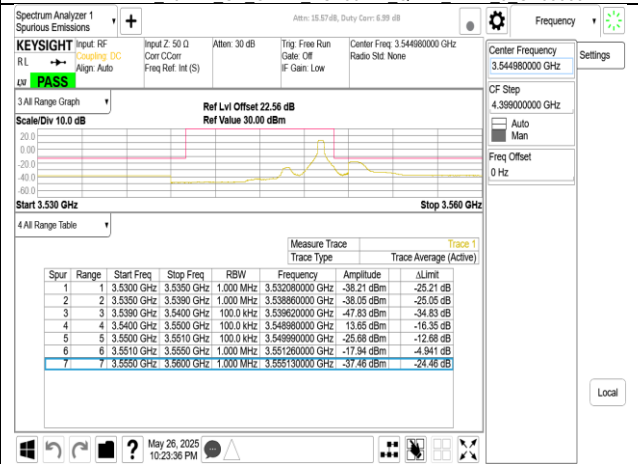 Spectrum Analyzer 1
Spurious Emissions
Attn: 15.57dB, Duty Corr: 6.99 dB
Frequency
KEYSIGHT
RL
PASS
Input: RF
Coupling: DC
Align: Auto
Input Z: 50 Ω
Corr CCorr
Freq Ref: Int (S)
Atten: 30 dB
Trig: Free Run
Gate: Off
IF Gain: Low
Center Freq: 3.544980000 GHz
Radio Std: None
Center Frequency
3.544980000 GHz
Settings
CF Step
4.399000000 GHz
Auto
Man
Freq Offset
0 Hz
3 All Range Graph
Scale/Div 10.0 dB
Ref Lvl Offset 22.56 dB
Ref Value 30.00 dBm
20.0
0.00
-20.0
-40.0
-60.0
Start 3.530 GHz
Stop 3.560 GHz
4 All Range Table
Measure Trace Trace 1
Trace Type Trace Average (Active)
Spur Range Start Freq Stop Freq RBW Frequency Amplitude ΔLimit
1 1 3.5300 GHz 3.5350 GHz 1.000 MHz 3.532080000 GHz -38.21 dBm -25.21 dB
2 2 3.5350 GHz 3.5390 GHz 1.000 MHz 3.538860000 GHz -38.05 dBm -25.05 dB
3 3 3.5390 GHz 3.5400 GHz 100.0 kHz 3.539620000 GHz -47.83 dBm -34.83 dB
4 4 3.5400 GHz 3.5500 GHz 100.0 kHz 3.548980000 GHz 13.65 dBm -16.35 dB
5 5 3.5500 GHz 3.5510 GHz 100.0 kHz 3.549990000 GHz -25.68 dBm -12.68 dB
6 6 3.5510 GHz 3.5550 GHz 1.000 MHz 3.551260000 GHz -17.94 dBm -4.941 dB
7 7 3.5550 GHz 3.5600 GHz 1.000 MHz 3.555130000 GHz -37.46 dBm -24.46 dB
Local
May 26, 2025
10:23:36 PM